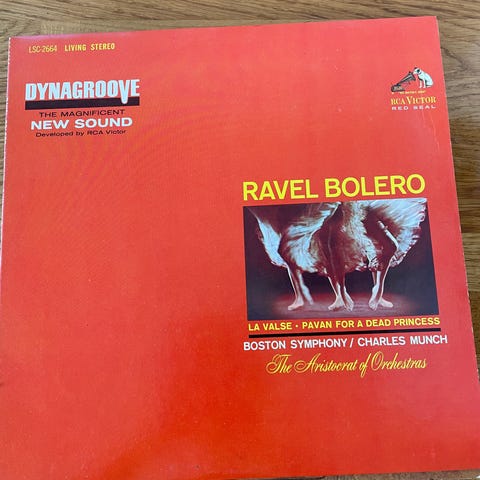 LSC-2664 LIVING STEREO
DYNAGROOVE
THE MAGNIFICENT
NEW SOUND
Developed by RCA Victor
RCA VICTOR
RED SEAL
RAVEL BOLERO
LA VALSE • PAVAN FOR A DEAD PRINCESS
BOSTON SYMPHONY / CHARLES MUNCH
The Aristocrat of Orchestras